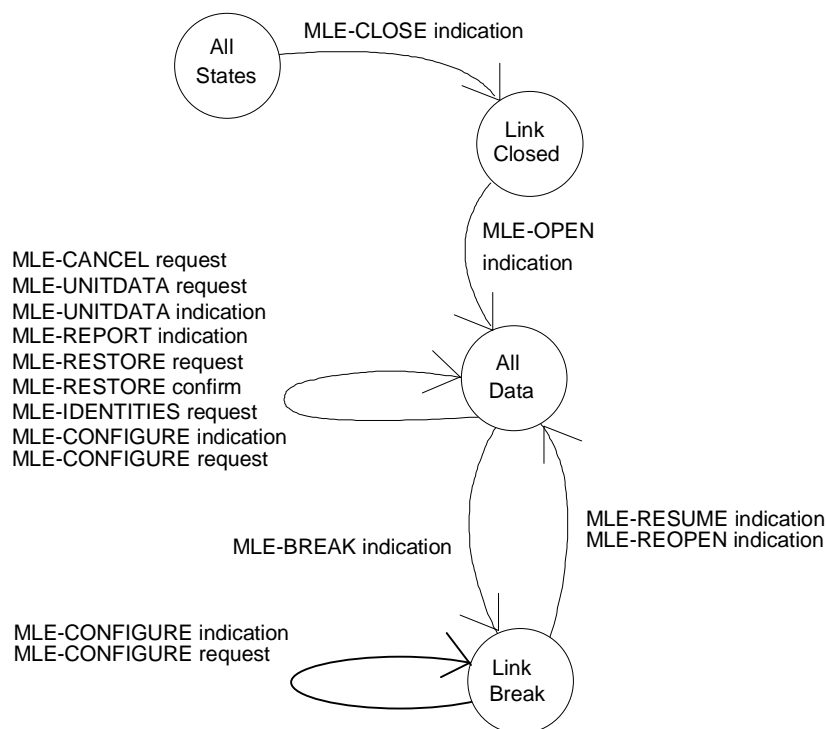 All
States
MLE-CLOSE indication
Link
Closed
MLE-OPEN
indication
MLE-CANCEL request
MLE-UNITDATA request
MLE-UNITDATA indication
MLE-REPORT indication
MLE-RESTORE request
MLE-RESTORE confirm
MLE-IDENTITIES request
MLE-CONFIGURE indication
MLE-CONFIGURE request
All
Data
MLE-BREAK indication
MLE-RESUME indication
MLE-REOPEN indication
MLE-CONFIGURE indication
MLE-CONFIGURE request
Link
Break